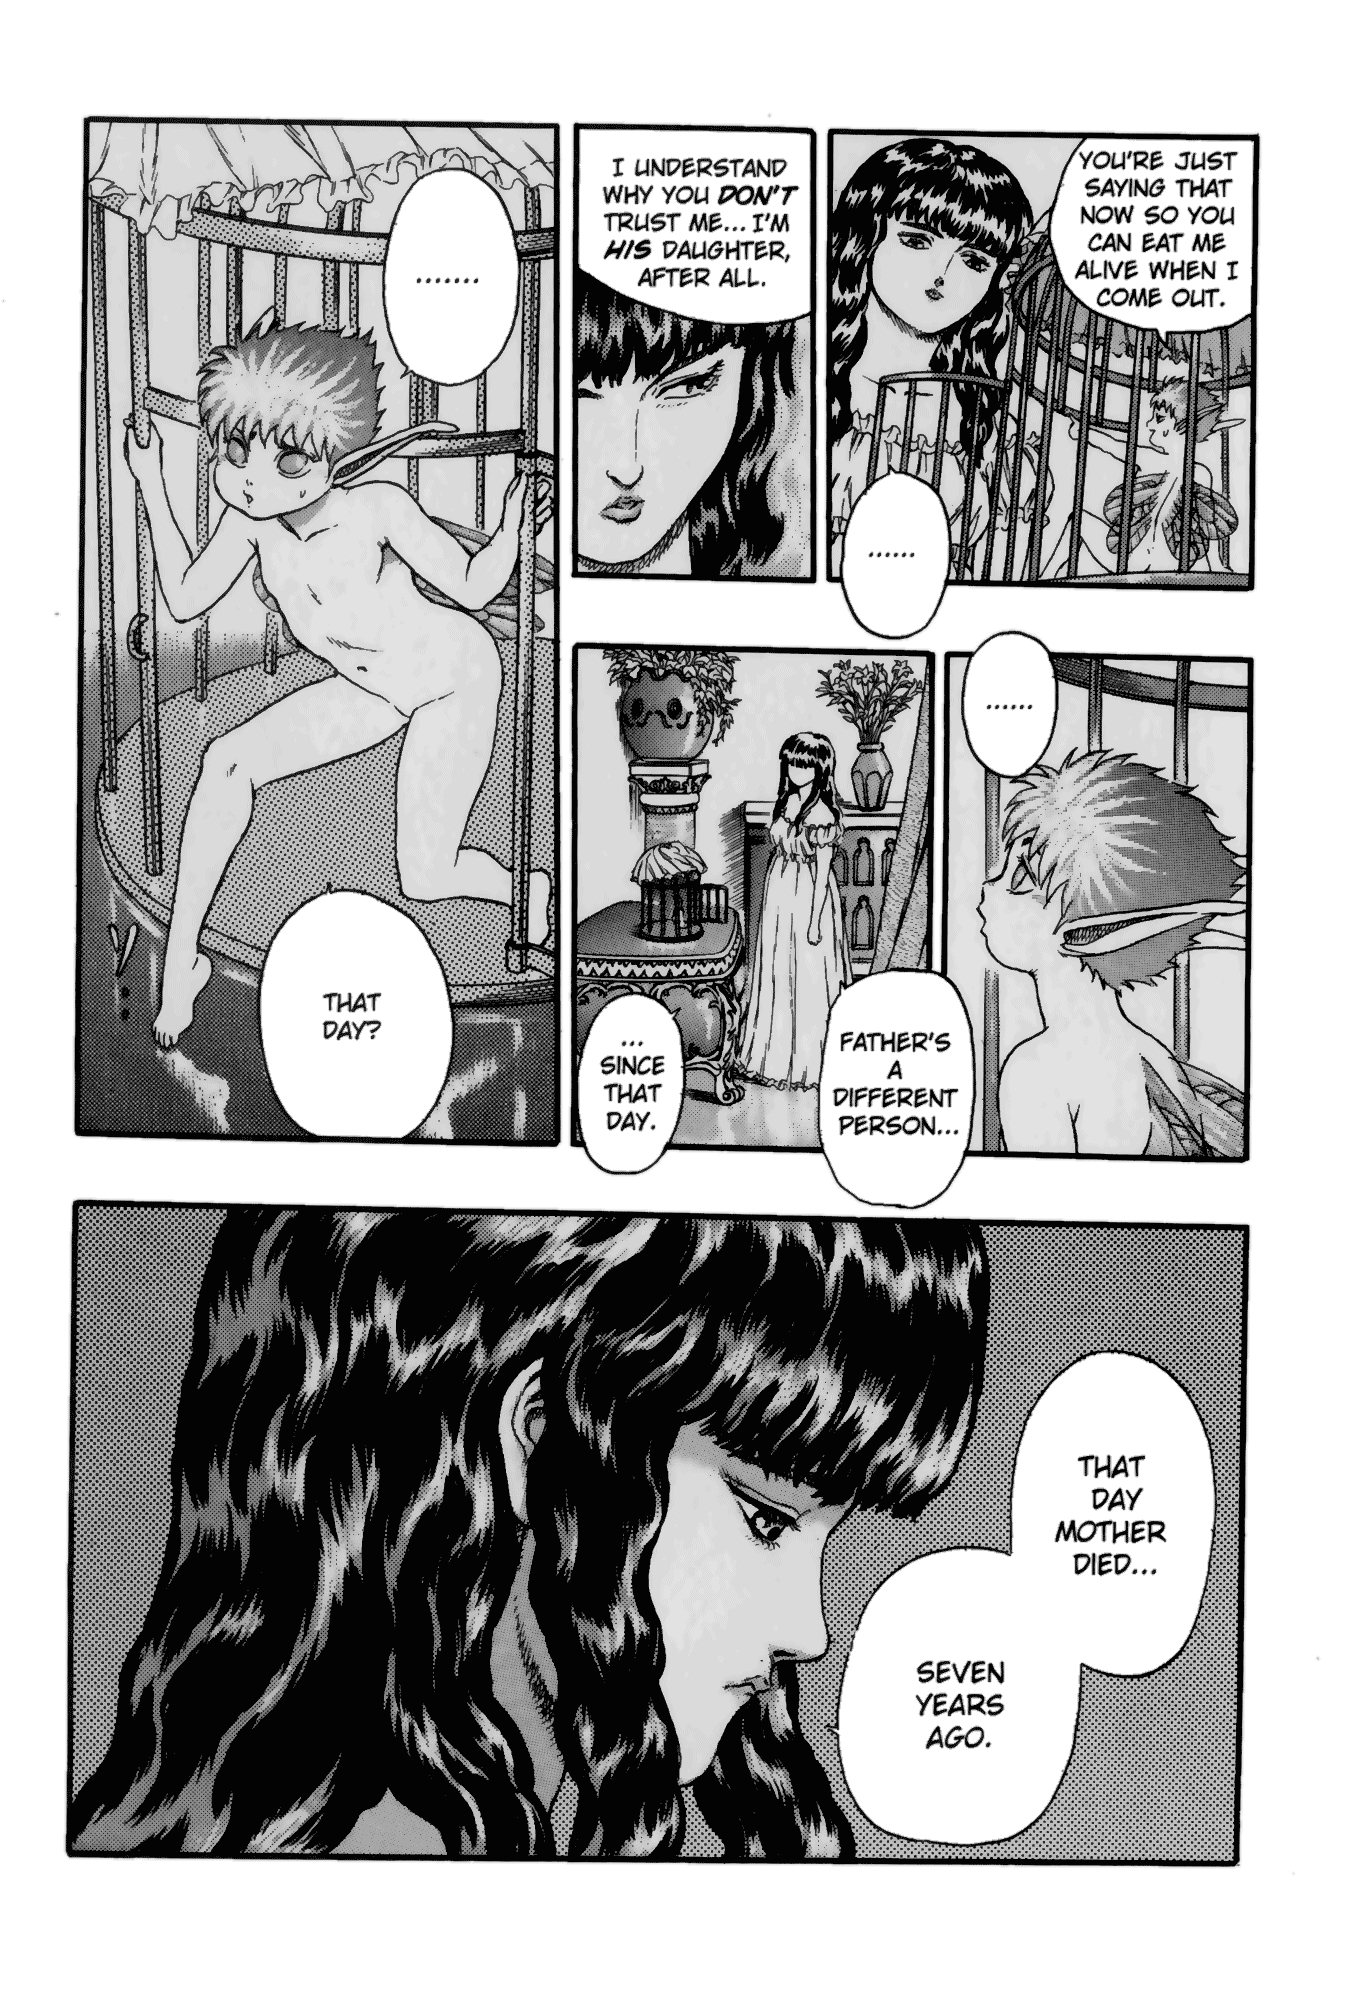 YOU'RE JUST
SAYING THAT
NOW SO YOU
CAN EAT ME
ALIVE WHEN I
COME OUT.
......
I UNDERSTAND
WHY YOU DON'T
TRUST ME... I'M
HIS DAUGHTER,
AFTER ALL.
.......
......
FATHER'S
A
DIFFERENT
PERSON...
...
SINCE
THAT
DAY.
THAT
DAY?
THAT
DAY
MOTHER
DIED...
SEVEN
YEARS
AGO.